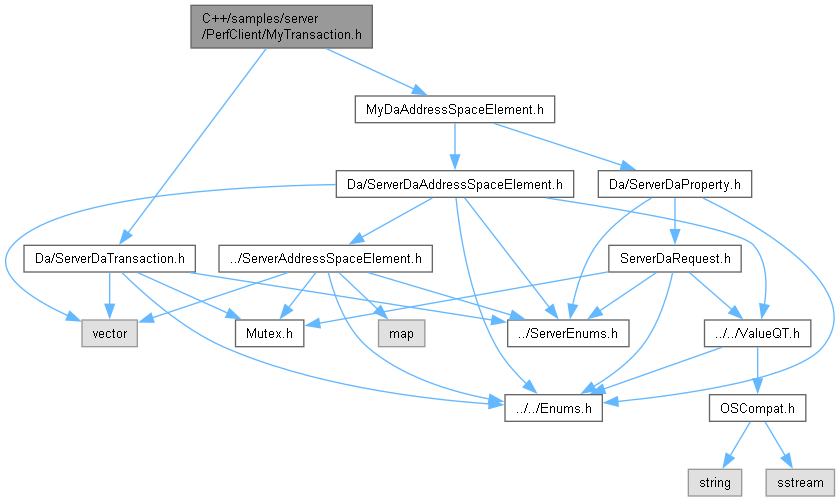 C++/samples/server
/PerfClient/MyTransaction.h
MyDaAddressSpaceElement.h
Da/ServerDaAddressSpaceElement.h
Da/ServerDaProperty.h
Da/ServerDaTransaction.h
../ServerAddressSpaceElement.h
ServerDaRequest.h
vector
Mutex.h
map
../ServerEnums.h
../../ValueQT.h
../../Enums.h
OSCompat.h
string
sstream